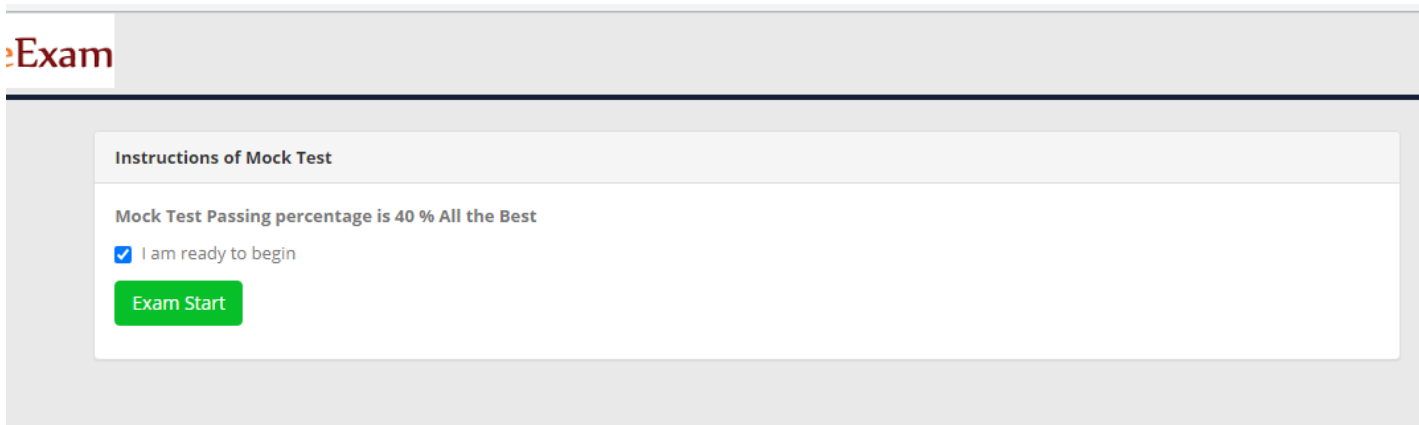 eExam
Instructions of Mock Test
Mock Test Passing percentage is 40 % All the Best
I am ready to begin
Exam Start